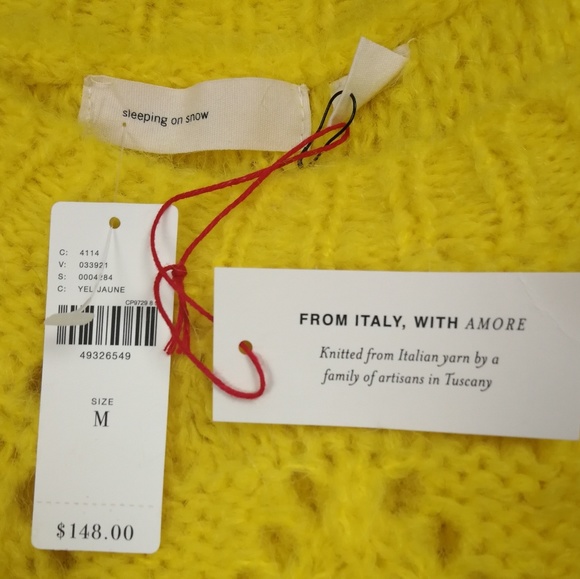 sleeping on snow
C: 4114
V: 033921
S: 0004284
C: YEL JAUNE
CP9729 8
49326549
SIZE
M
$148.00
FROM ITALY, WITH AMORE
Knitted from Italian yarn by a
family of artisans in Tuscany